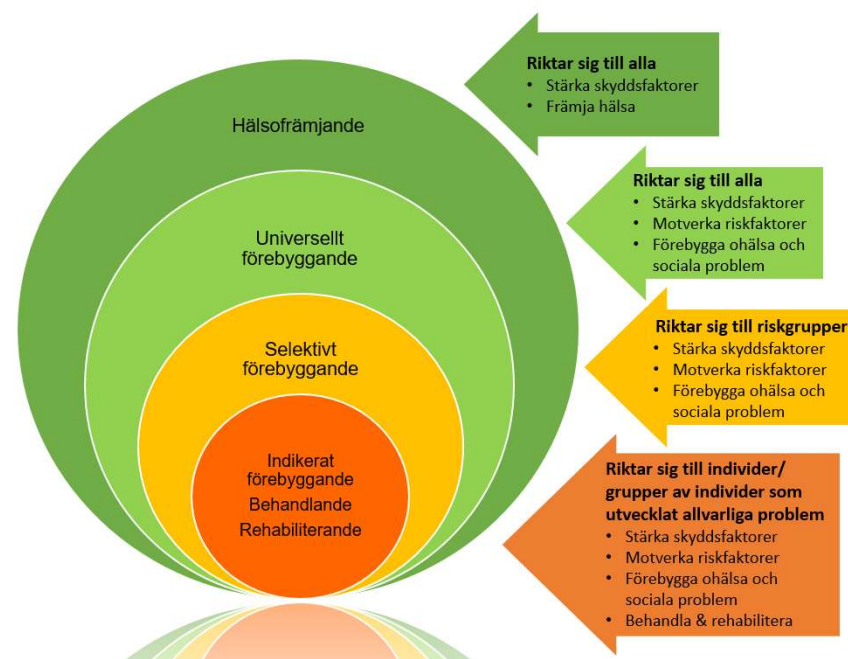 Hälsofrämjande
Universellt
förebyggande
Selektivt
förebyggande
Indikerat
förebyggande
Behandlande
Rehabiliterande
Riktar sig till alla
• Stärka skyddsfaktorer
• Främja hälsa
Riktar sig till alla
• Stärka skyddsfaktorer
• Motverka riskfaktorer
• Förebygga ohälsa och
sociala problem
Riktar sig till riskgrupper
• Stärka skyddsfaktorer
• Motverka riskfaktorer
• Förebygga ohälsa och
sociala problem
Riktar sig till individer/
grupper av individer som
utvecklat allvarliga problem
• Stärka skyddsfaktorer
• Motverka riskfaktorer
• Förebygga ohälsa och
sociala problem
• Behandla & rehabilitera